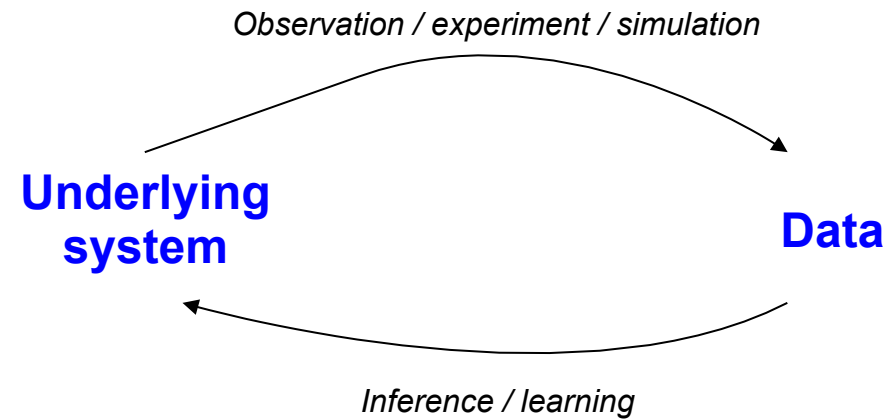 Observation / experiment / simulation
Underlying
system
Data
Inference / learning